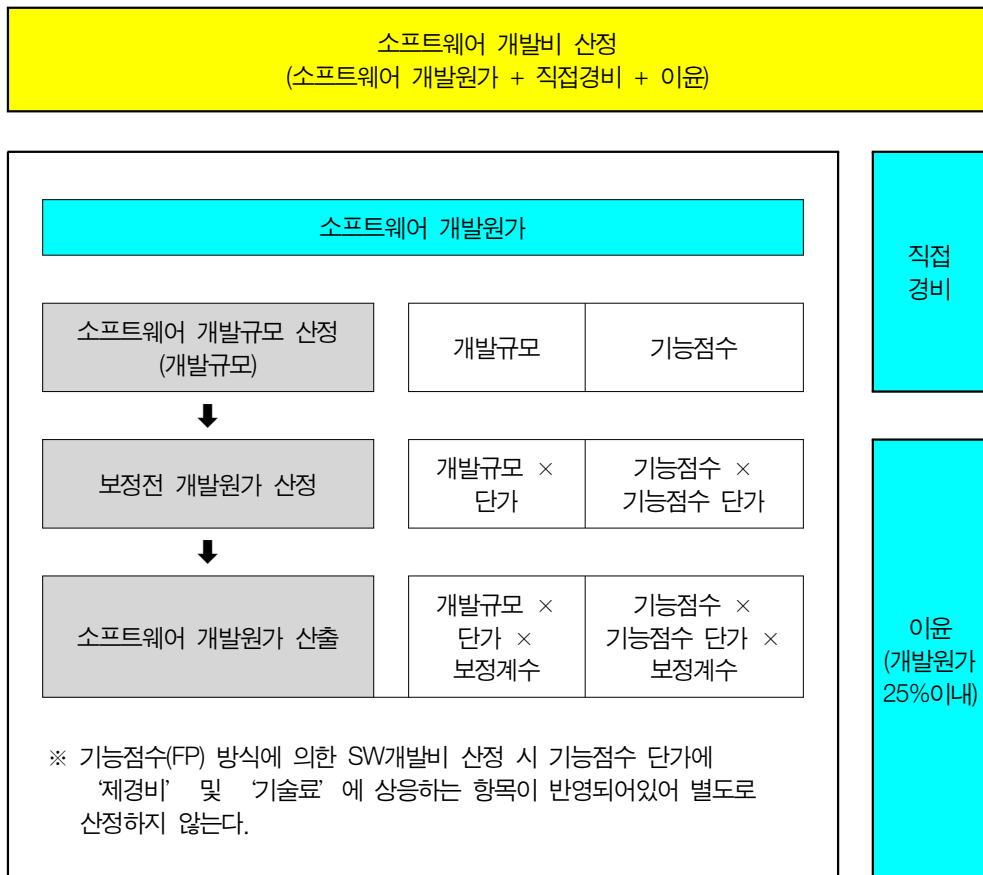 소프트웨어 개발비 산정
(소프트웨어 개발원가 + 직접경비 + 이윤)
소프트웨어 개발원가
소프트웨어 개발규모 산정
(개발규모)
개발규모
기능점수
보정전 개발원가 산정
개발규모 ×
단가
기능점수 ×
기능점수 단가
소프트웨어 개발원가 산출
개발규모 ×
단가 ×
보정계수
기능점수 ×
기능점수 단가 ×
보정계수
※ 기능점수(FP) 방식에 의한 SW개발비 산정 시 기능점수 단가에
‘제경비’ 및 ‘기술료’에 상응하는 항목이 반영되어있어 별도로
산정하지 않는다.
직접
경비
이윤
(개발원가
25%이내)